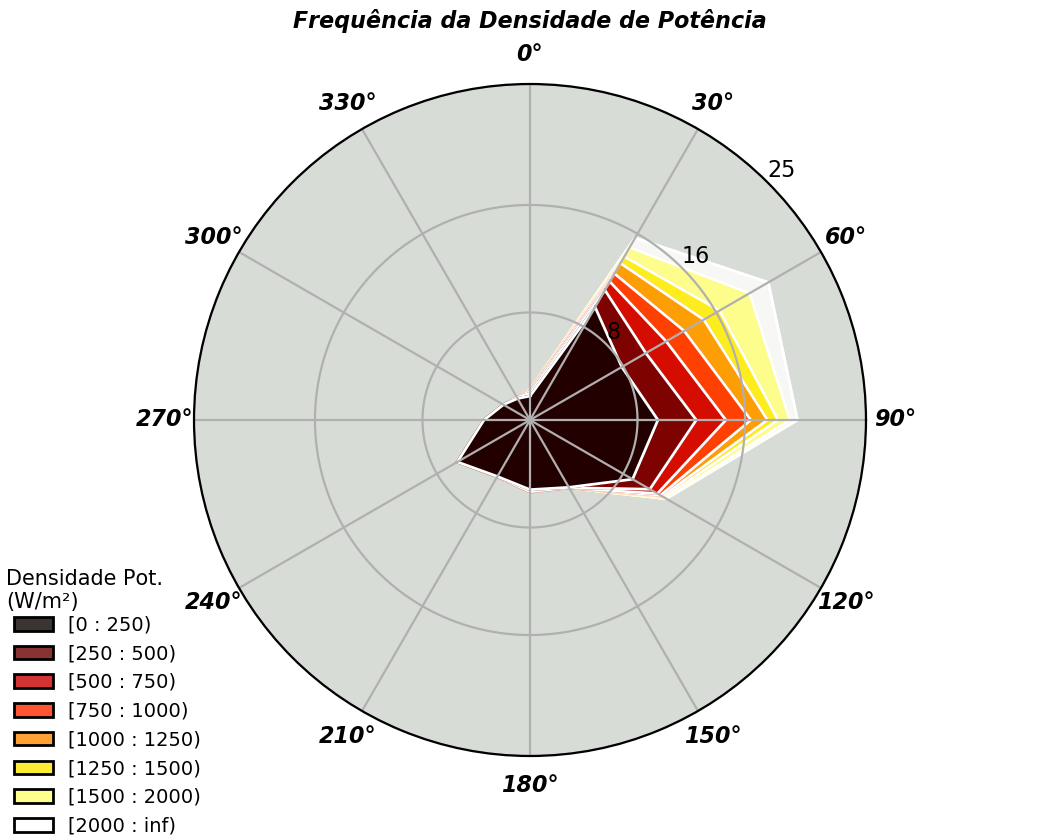 Frequência da Densidade de Potência
0°
330°
30°
25
300°
60°
16
8
270°
90°
240°
120°
210°
150°
180°
Densidade Pot.
(W/m²)
[0 : 250)
[250 : 500)
[500 : 750)
[750 : 1000)
[1000 : 1250)
[1250 : 1500)
[1500 : 2000)
[2000 : inf)